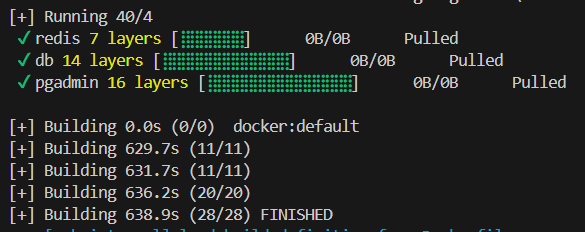 [+] Running 40/4
✔ redis 7 layers [⣿⣿⣿⣿⣿⣿⣿] 0B/0B Pulled
✔ db 14 layers [⣿⣿⣿⣿⣿⣿⣿⣿⣿⣿⣿⣿⣿⣿] 0B/0B Pulled
✔ pgadmin 16 layers [⣿⣿⣿⣿⣿⣿⣿⣿⣿⣿⣿⣿⣿⣿⣿⣿] 0B/0B Pulled
[+] Building 0.0s (0/0) docker:default
[+] Building 629.7s (11/11)
[+] Building 631.7s (11/11)
[+] Building 636.2s (20/20)
[+] Building 638.9s (28/28) FINISHED